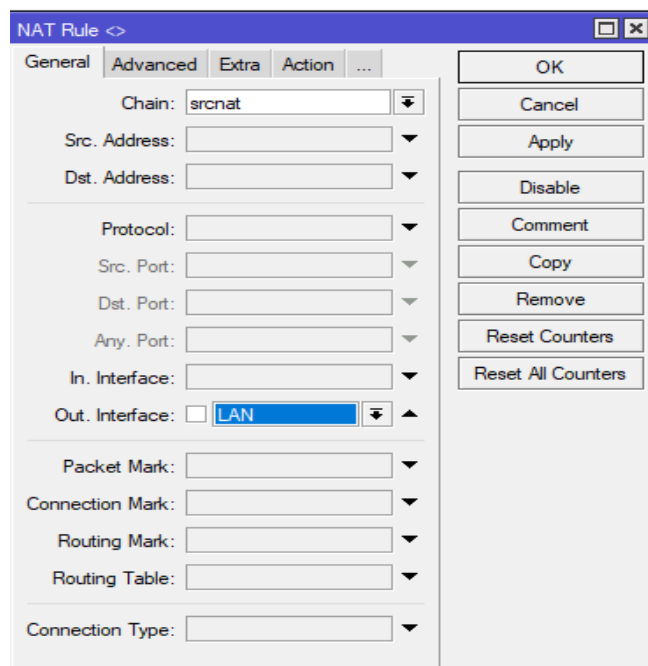 NAT Rule <>
General Advanced Extra Action ...
Chain: srcnat
Src. Address:
Dst. Address:
Protocol:
Src. Port:
Dst. Port:
Any. Port:
In. Interface:
Out. Interface: LAN
Packet Mark:
Connection Mark:
Routing Mark:
Routing Table:
Connection Type:
OK
Cancel
Apply
Disable
Comment
Copy
Remove
Reset Counters
Reset All Counters